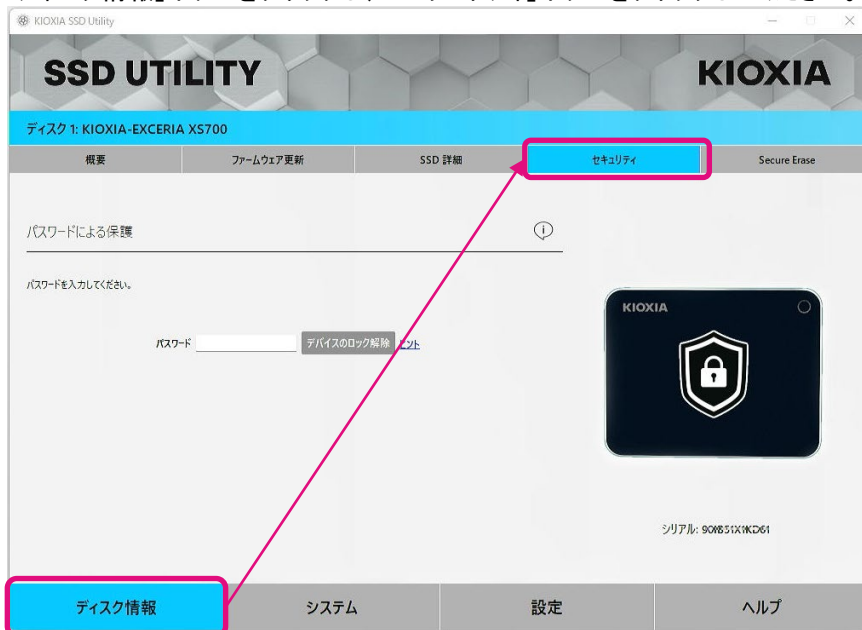 KIOXIA SSD Utility
SSD UTILITY
KIOXIA
ディスク 1: KIOXIA-EXCERIA XS700
概要
ファームウェア更新
SSD 詳細
セキュリティ
Secure Erase
パスワードによる保護
パスワードを入力してください。
パスワード
デバイスのロック解除
ヒント
KIOXIA
シリアル:
ディスク情報
システム
設定
ヘルプ